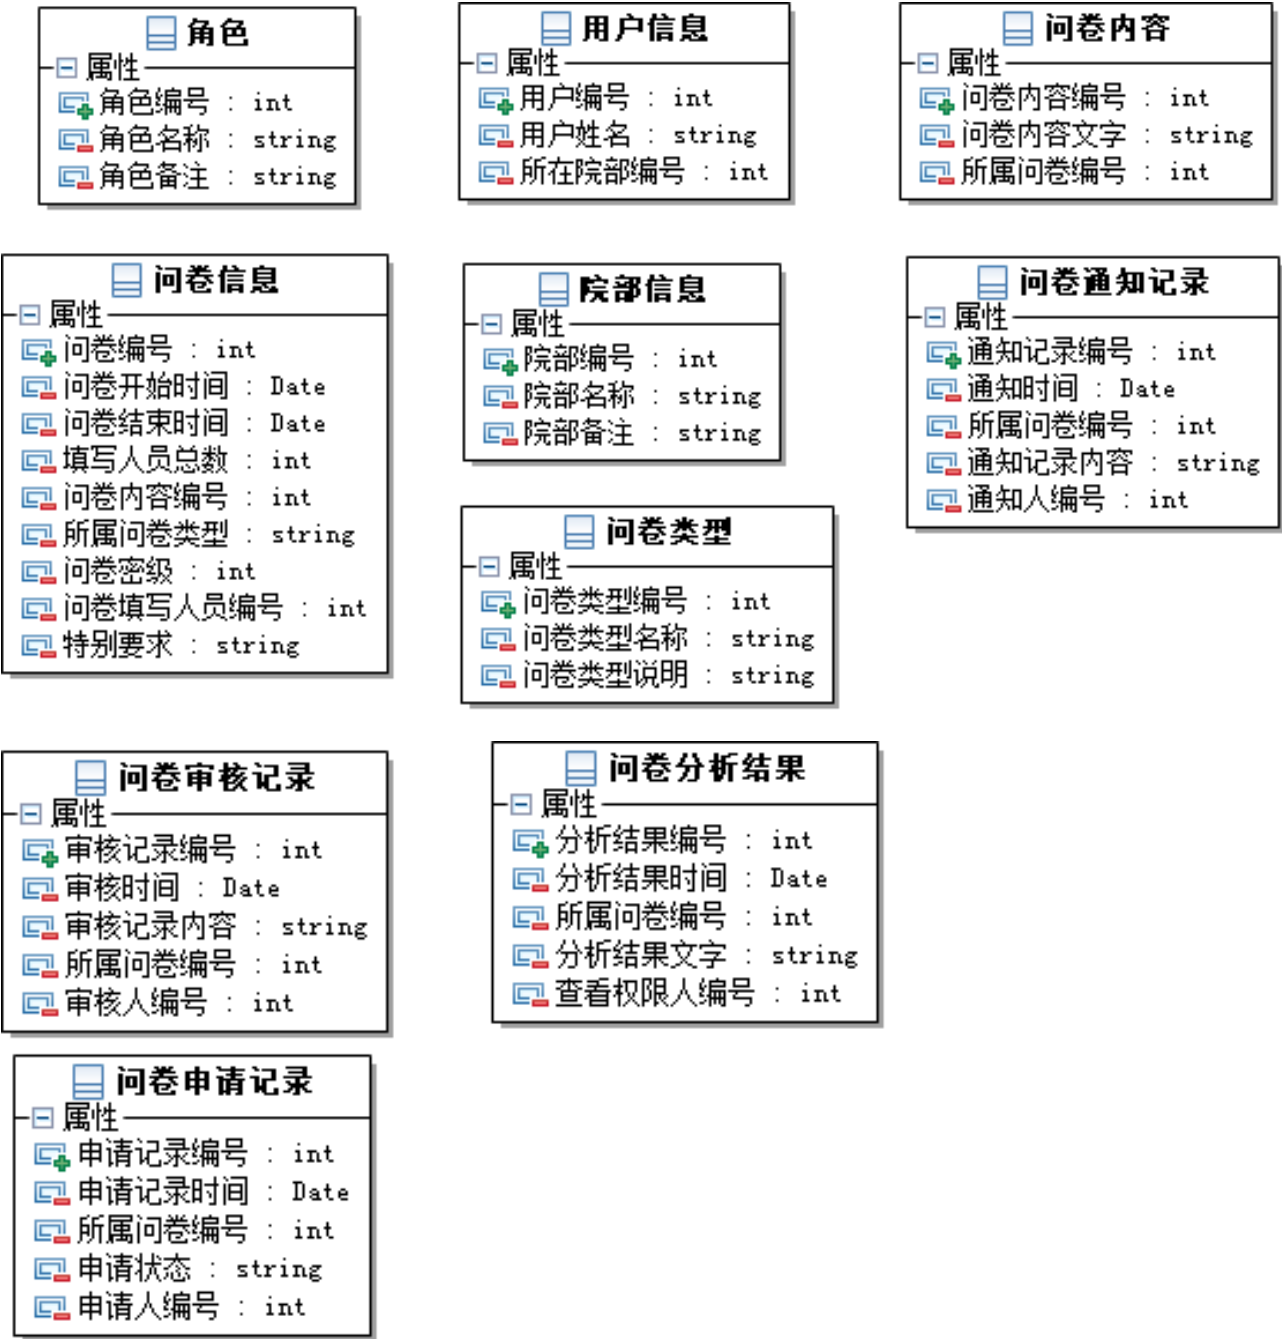 角色
属性
角色编号 : int
角色名称 : string
角色备注 : string
用户信息
属性
用户编号 : int
用户姓名 : string
所在院部编号 : int
问卷内容
属性
问卷内容编号 : int
问卷内容文字 : string
所属问卷编号 : int
问卷信息
属性
问卷编号 : int
问卷开始时间 : Date
问卷结束时间 : Date
填写人员总数 : int
问卷内容编号 : int
所属问卷类型 : string
问卷密级 : int
问卷填写人员编号 : int
特别要求 : string
院部信息
属性
院部编号 : int
院部名称 : string
院部备注 : string
问卷通知记录
属性
通知记录编号 : int
通知时间 : Date
所属问卷编号 : int
通知记录内容 : string
通知人编号 : int
问卷类型
属性
问卷类型编号 : int
问卷类型名称 : string
问卷类型说明 : string
问卷审核记录
属性
审核记录编号 : int
审核时间 : Date
审核记录内容 : string
所属问卷编号 : int
审核人编号 : int
问卷分析结果
属性
分析结果编号 : int
分析结果时间 : Date
所属问卷编号 : int
分析结果文字 : string
查看权限人编号 : int
问卷申请记录
属性
申请记录编号 : int
申请记录时间 : Date
所属问卷编号 : int
申请状态 : string
申请人编号 : int